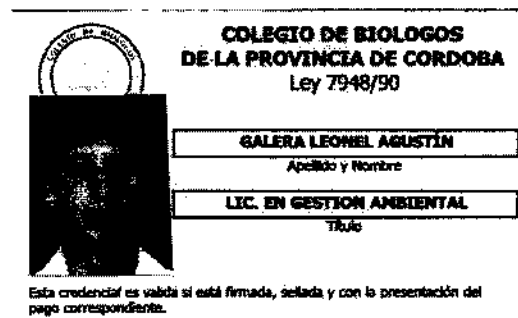 COLEGIO DE BIOLOGOS
DE LA PROVINCIA DE CORDOBA
Ley 7948/90
GALERA LEONEL AGUSTÍN
Apellido y Nombre
LIC. EN GESTION AMBIENTAL
Título
Esta credencial es valida si está firmada, sellada y con la presentación del
pago correspondiente.